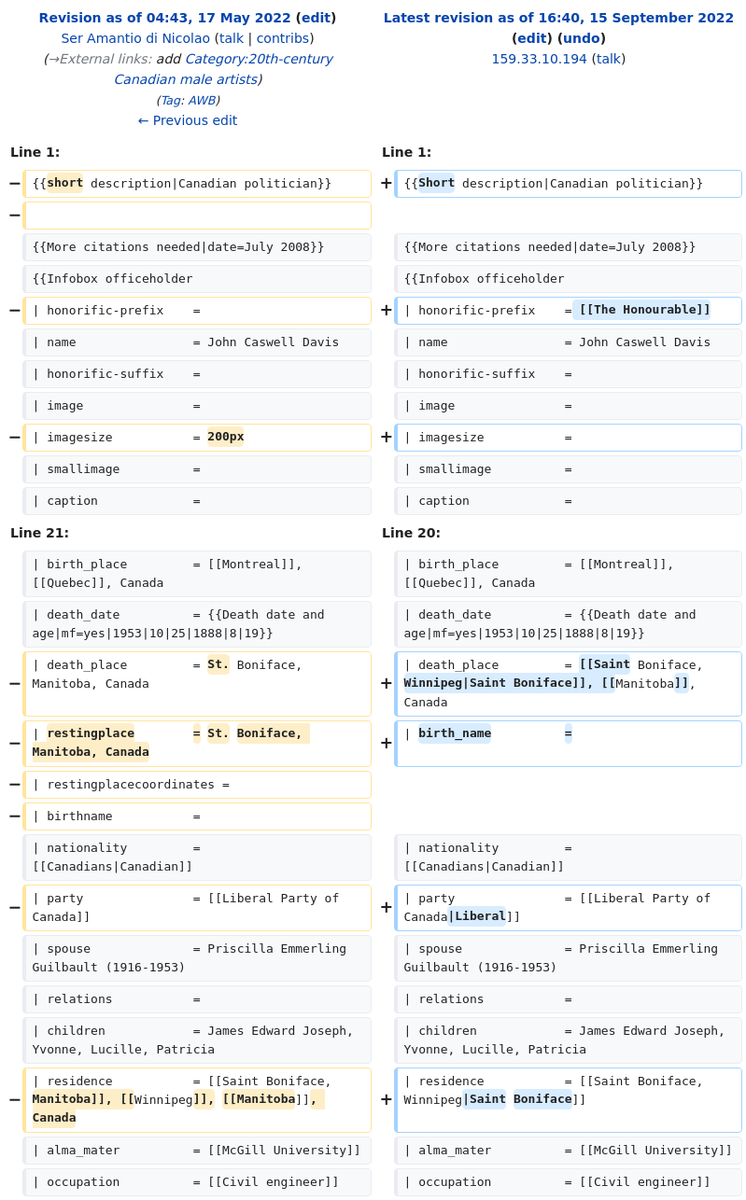 Revision as of 04:43, 17 May 2022 (edit)
Ser Amantio di Nicolao (talk | contribs)
(→External links: add Category:20th-century
Canadian male artists)
(Tag: AWB)
← Previous edit
Latest revision as of 16:40, 15 September 2022
(edit) (undo)
159.33.10.194 (talk)
Line 1:
Line 1:
− {{short description|Canadian politician}}
+ {{Short description|Canadian politician}}
−
{{More citations needed|date=July 2008}}
{{More citations needed|date=July 2008}}
{{Infobox officeholder
{{Infobox officeholder
− | honorific-prefix =
+ | honorific-prefix = [[The Honourable]]
| name = John Caswell Davis
| name = John Caswell Davis
| honorific-suffix =
| honorific-suffix =
| image =
| image =
− | imagesize = 200px
+ | imagesize =
| smallimage =
| smallimage =
| caption =
| caption =
Line 21:
Line 20:
| birth_place = [[Montreal]],
[[Quebec]], Canada
| birth_place = [[Montreal]],
[[Quebec]], Canada
| death_date = {{Death date and
age|mf=yes|1953|10|25|1888|8|19}}
| death_date = {{Death date and
age|mf=yes|1953|10|25|1888|8|19}}
− | death_place = St. Boniface,
Manitoba, Canada
+ | death_place = [[Saint Boniface,
Winnipeg|Saint Boniface]], [[Manitoba]],
Canada
− | restingplace = St. Boniface,
Manitoba, Canada
+ | birth_name =
− | restingplacecoordinates =
− | birthname =
| nationality =
[[Canadians|Canadian]]
| nationality =
[[Canadians|Canadian]]
− | party = [[Liberal Party of
Canada]]
+ | party = [[Liberal Party of
Canada|Liberal]]
| spouse = Priscilla Emmerling
Guilbault (1916-1953)
| spouse = Priscilla Emmerling
Guilbault (1916-1953)
| relations =
| relations =
| children = James Edward Joseph,
Yvonne, Lucille, Patricia
| children = James Edward Joseph,
Yvonne, Lucille, Patricia
− | residence = [[Saint Boniface,
Manitoba]], [[Winnipeg]], [[Manitoba]],
Canada
+ | residence = [[Saint Boniface,
Winnipeg|Saint Boniface]]
| alma_mater = [[McGill University]]
| alma_mater = [[McGill University]]
| occupation = [[Civil engineer]]
| occupation = [[Civil engineer]]